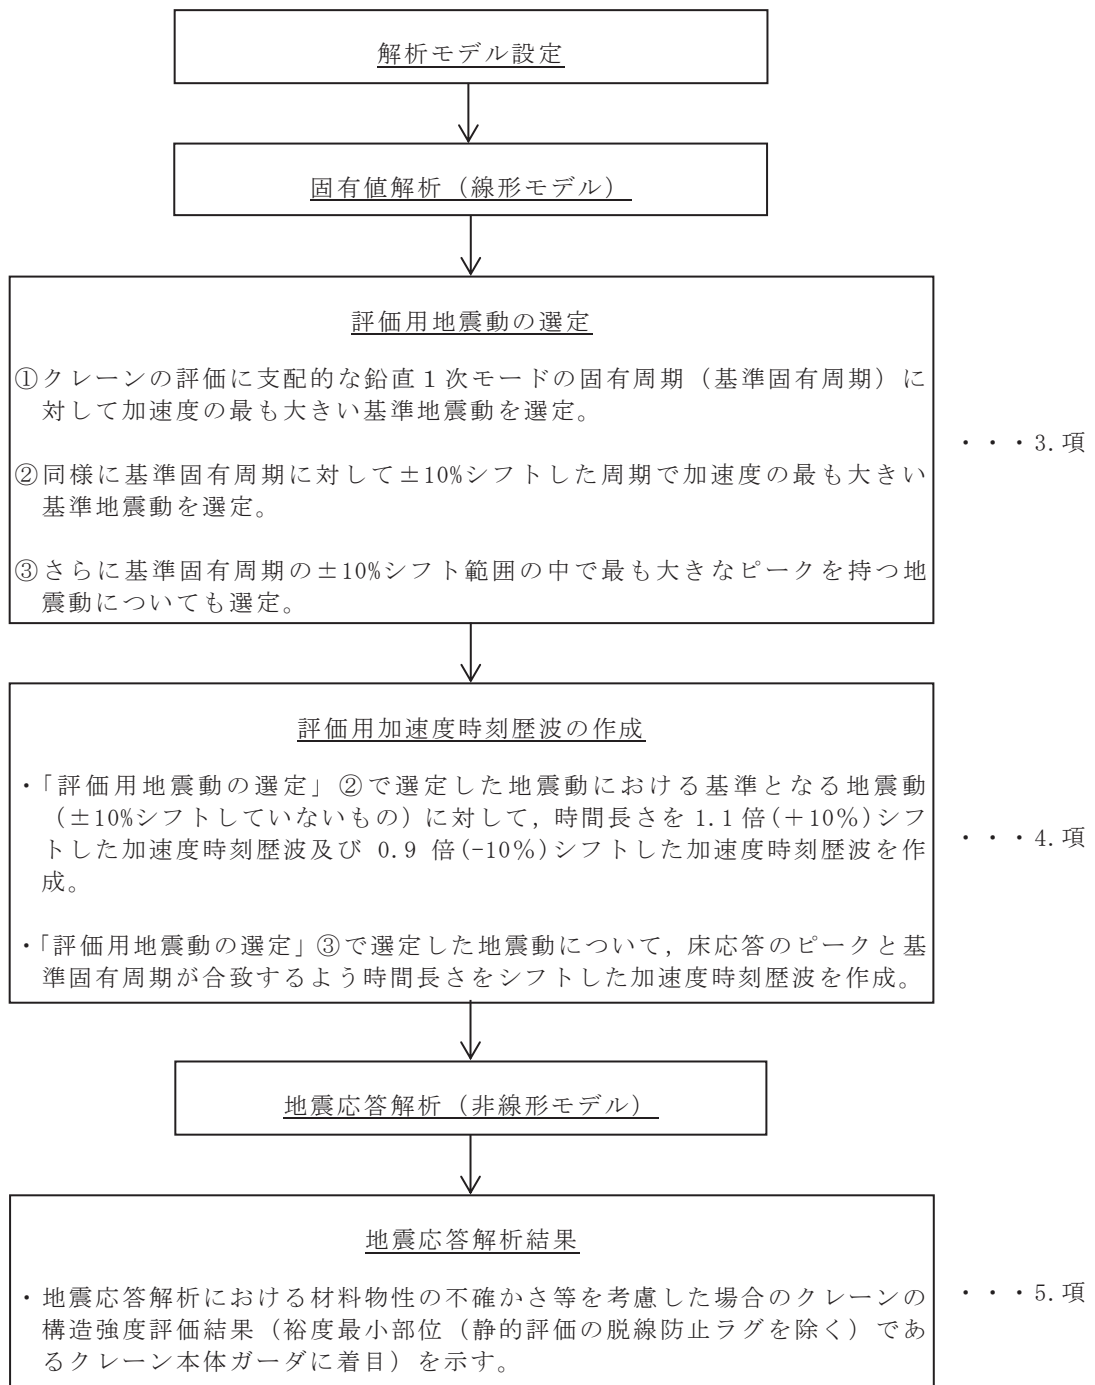 解析モデル設定
固有値解析（線形モデル）
評価用地震動の選定
①クレーンの評価に支配的な鉛直１次モードの固有周期（基準固有周期）に
対して加速度の最も大きい基準地震動を選定。
②同様に基準固有周期に対して±10%シフトした周期で加速度の最も大きい
基準地震動を選定。
③さらに基準固有周期の±10%シフト範囲の中で最も大きなピークを持つ地
震動についても選定。
・・・3.項
評価用加速度時刻歴波の作成
・「評価用地震動の選定」②で選定した地震動における基準となる地震動
（±10%シフトしていないもの）に対して，時間長さを 1.1 倍(＋10％)シフ
トした加速度時刻歴波及び 0.9 倍(-10％)シフトした加速度時刻歴波を作
成。
・「評価用地震動の選定」③で選定した地震動について，床応答のピークと基
準固有周期が合致するよう時間長さをシフトした加速度時刻歴波を作成。
・・・4.項
地震応答解析（非線形モデル）
地震応答解析結果
・地震応答解析における材料物性の不確かさ等を考慮した場合のクレーンの
構造強度評価結果（裕度最小部位（静的評価の脱線防止ラグを除く）であ
るクレーン本体ガーダに着目）を示す。
・・・5.項